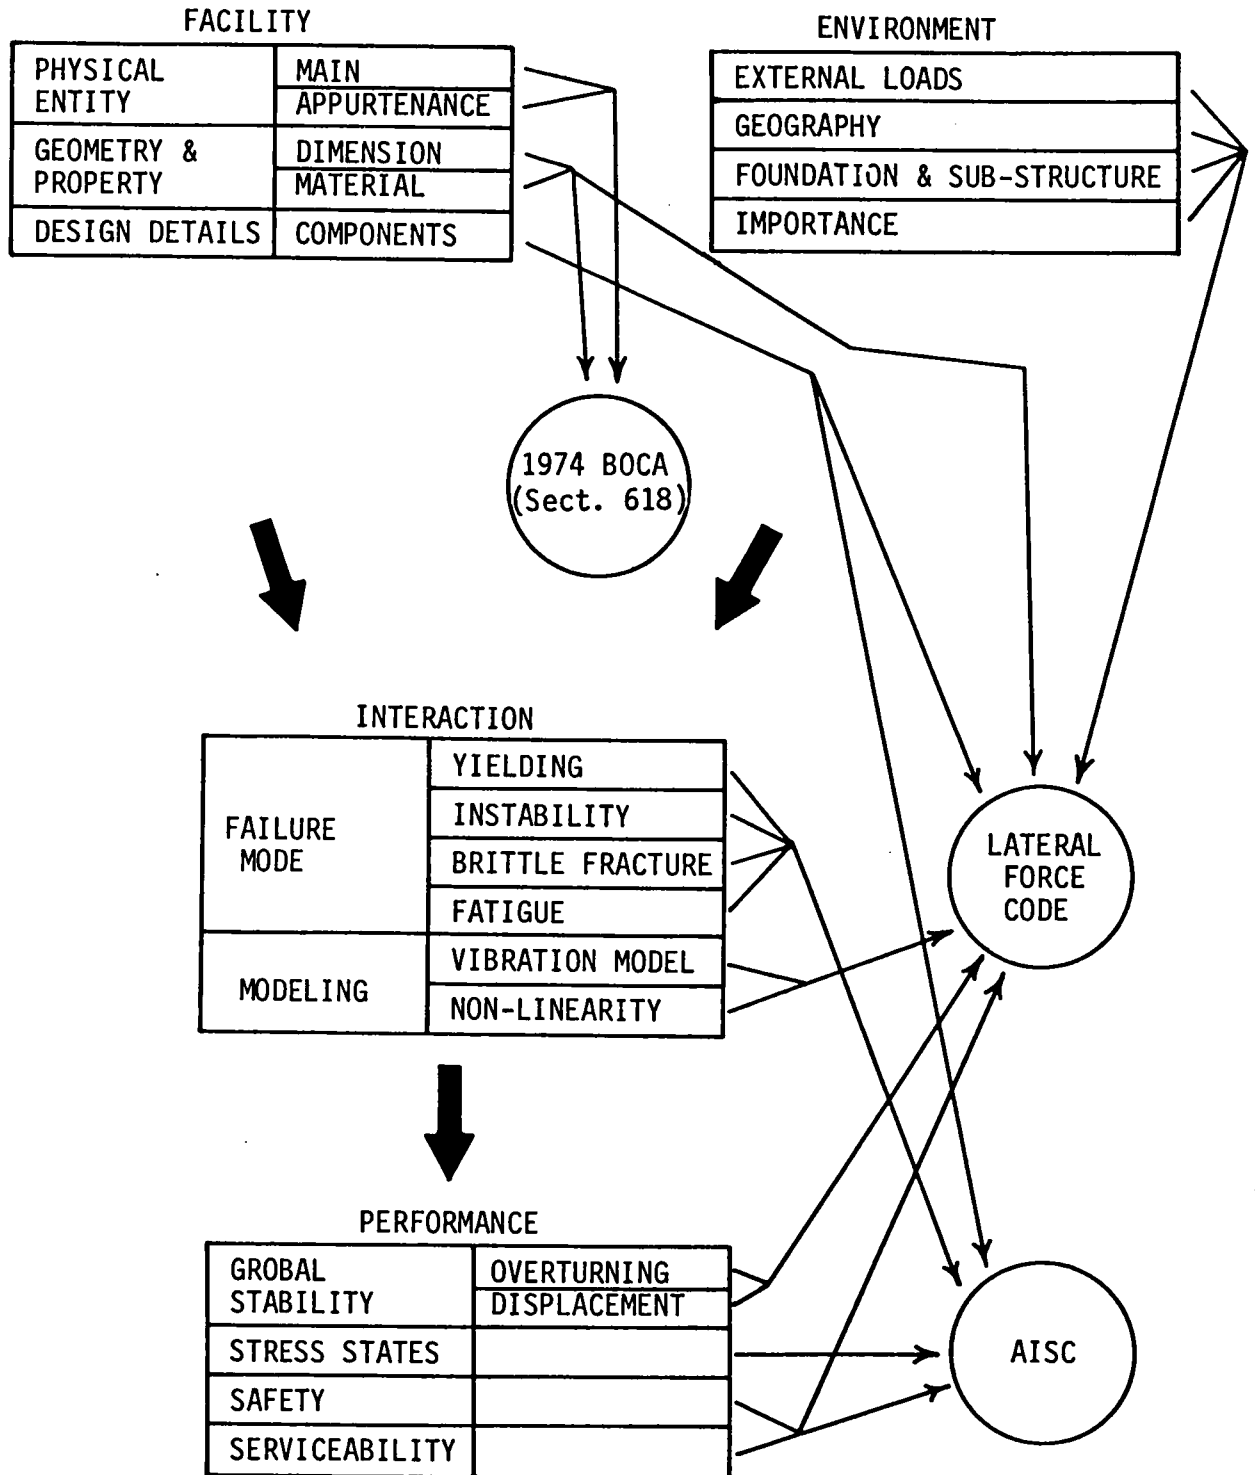 FACILITY
PHYSICAL ENTITY
MAIN
APPURTENANCE
GEOMETRY & PROPERTY
DIMENSION
MATERIAL
DESIGN DETAILS
COMPONENTS
ENVIRONMENT
EXTERNAL LOADS
GEOGRAPHY
FOUNDATION & SUB-STRUCTURE
IMPORTANCE
1974 BOCA
(Sect. 618)
INTERACTION
FAILURE
MODE
YIELDING
INSTABILITY
BRITTLE FRACTURE
FATIGUE
MODELING
VIBRATION MODEL
NON-LINEARITY
LATERAL
FORCE
CODE
PERFORMANCE
GROBAL
STABILITY
OVERTURNING
DISPLACEMENT
STRESS STATES
SAFETY
SERVICEABILITY
AISC